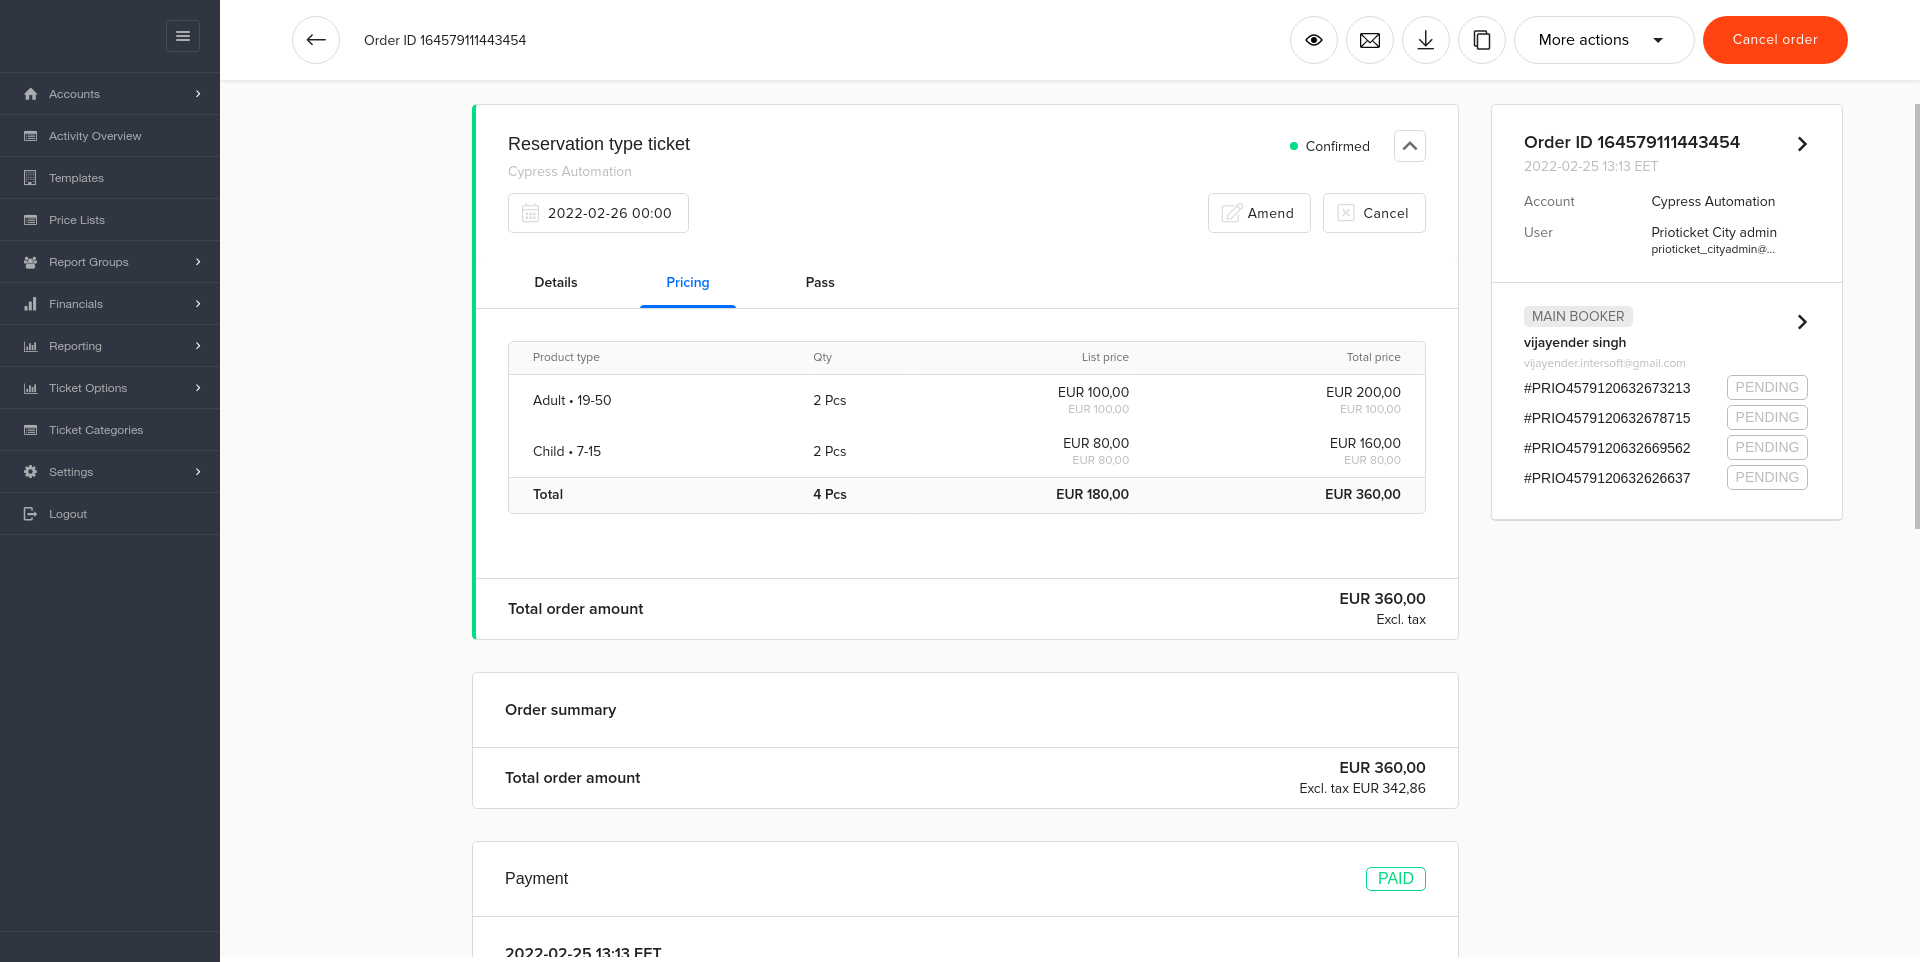 Order ID 164579111443454
More actions
Cancel order
Accounts
Activity Overview
Templates
Price Lists
Report Groups
Financials
Reporting
Ticket Options
Ticket Categories
Settings
Logout
Reservation type ticket
Confirmed
Cypress Automation
2022-02-26 00:00
Amend
Cancel
Details
Pricing
Pass
Product type Qty List price Total price
Adult • 19-50 2 Pcs EUR 100,00 EUR 200,00
EUR 100,00 EUR 100,00
Child • 7-15 2 Pcs EUR 80,00 EUR 160,00
EUR 80,00 EUR 80,00
Total 4 Pcs EUR 180,00 EUR 360,00
Total order amount EUR 360,00
Excl. tax
Order summary
Total order amount EUR 360,00
Excl. tax EUR 342,86
Payment PAID
2022-02-25 13:13 EET
Order ID 164579111443454
2022-02-25 13:13 EET
Account Cypress Automation
User Prioticket City admin
prioticket_cityadmin@...
MAIN BOOKER
vijayender singh
vijayender.intersoft@gmail.com
#PRIO4579120632673213 PENDING
#PRIO4579120632678715 PENDING
#PRIO4579120632669562 PENDING
#PRIO4579120632626637 PENDING